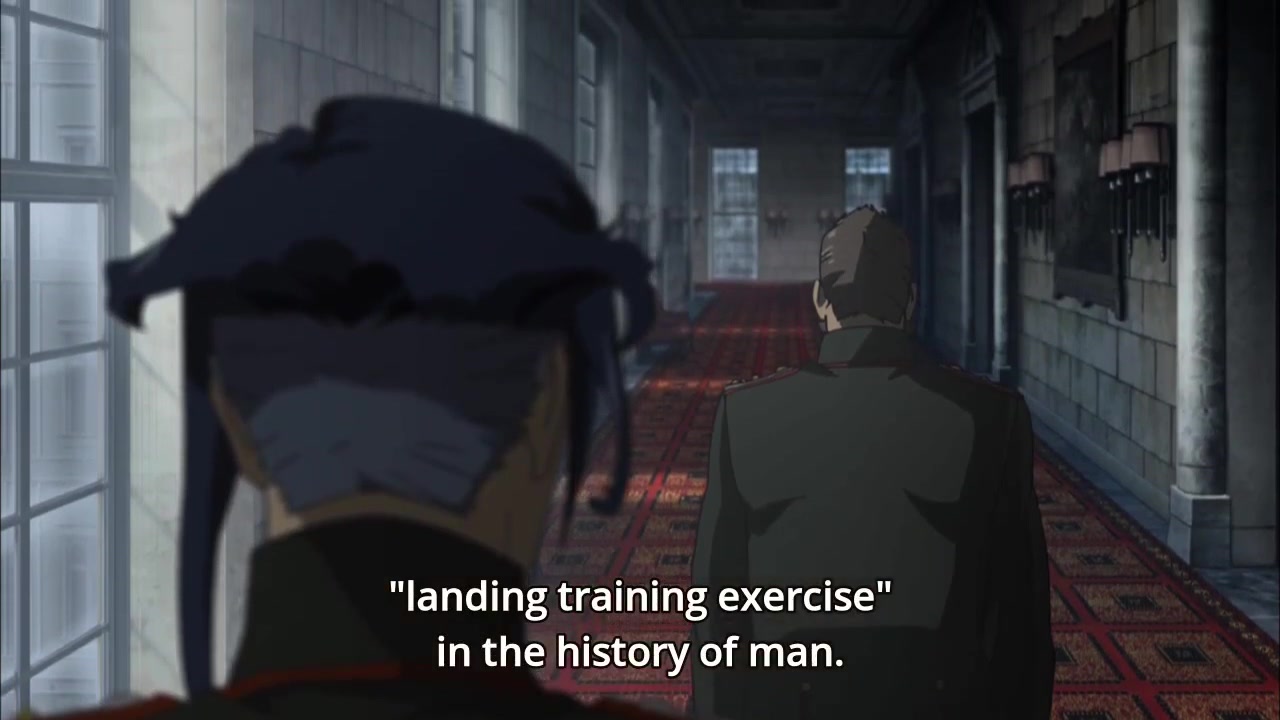 "landing training exercise"
in the history of man.